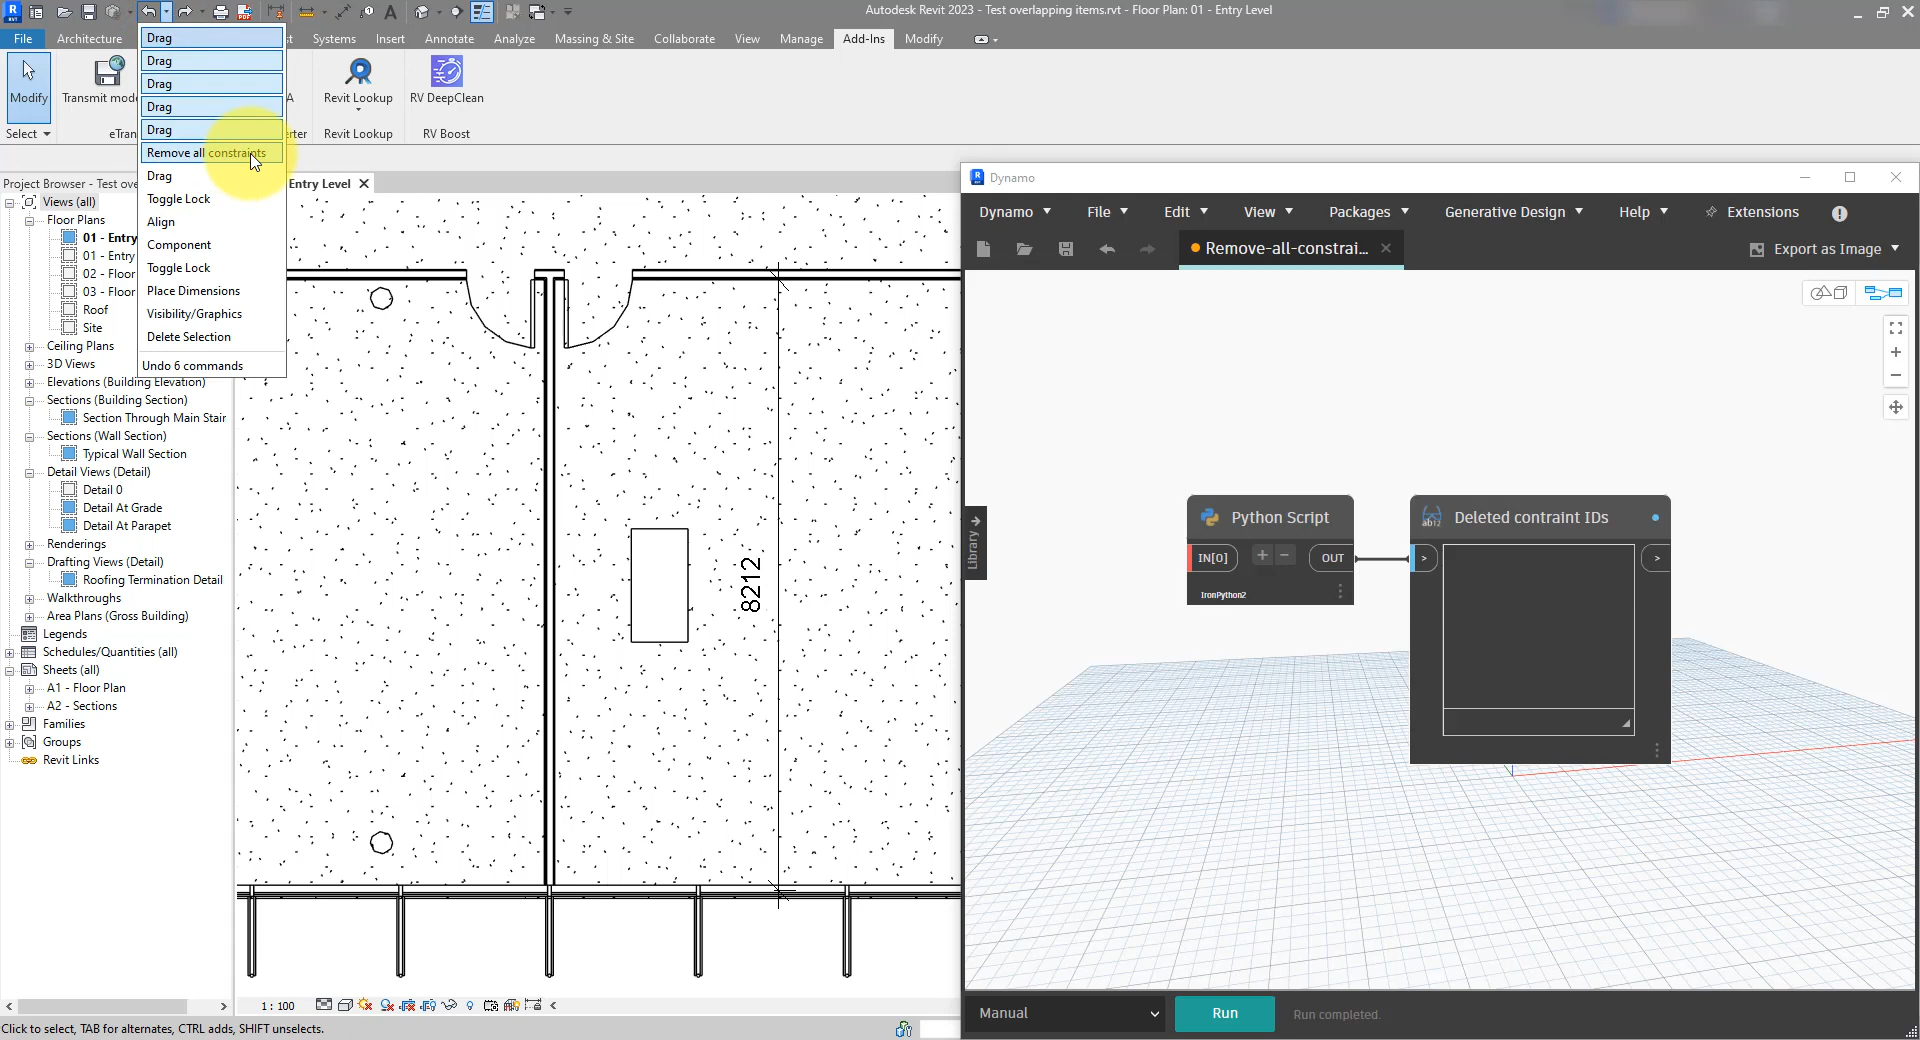 Autodesk Revit 2023 - Test overlapping items.rvt - Floor Plan: 01 - Entry Level
File
Architecture
Systems
Insert
Annotate
Analyze
Massing & Site
Collaborate
View
Manage
Add-Ins
Modify
Modify
Select
Transmit mod
eTran
A
erter
Revit Lookup
Revit Lookup
RV DeepClean
RV Boost
Drag
Drag
Drag
Drag
Drag
Remove all constraints
Drag
Toggle Lock
Align
Component
Toggle Lock
Place Dimensions
Visibility/Graphics
Delete Selection
Undo 6 commands
Project Browser - Test ove
Entry Level
Views (all)
Floor Plans
01 - Entry
01 - Entry
02 - Floor
03 - Floor
Roof
Site
Ceiling Plans
3D Views
Elevations (Building Elevation)
Sections (Building Section)
Section Through Main Stair
Sections (Wall Section)
Typical Wall Section
Detail Views (Detail)
Detail 0
Detail At Grade
Detail At Parapet
Renderings
Drafting Views (Detail)
Roofing Termination Detail
Walkthroughs
Area Plans (Gross Building)
Legends
Schedules/Quantities (all)
Sheets (all)
A1 - Floor Plan
A2 - Sections
Families
Groups
Revit Links
8212
1 : 100
Click to select, TAB for alternates, CTRL adds, SHIFT unselects.
Dynamo
Dynamo
File
Edit
View
Packages
Generative Design
Help
Extensions
Remove-all-constrai...
Export as Image
Library
Python Script
IN[0]
+
-
OUT
IronPython2
Deleted contraint IDs
>
>
Manual
Run
Run completed.